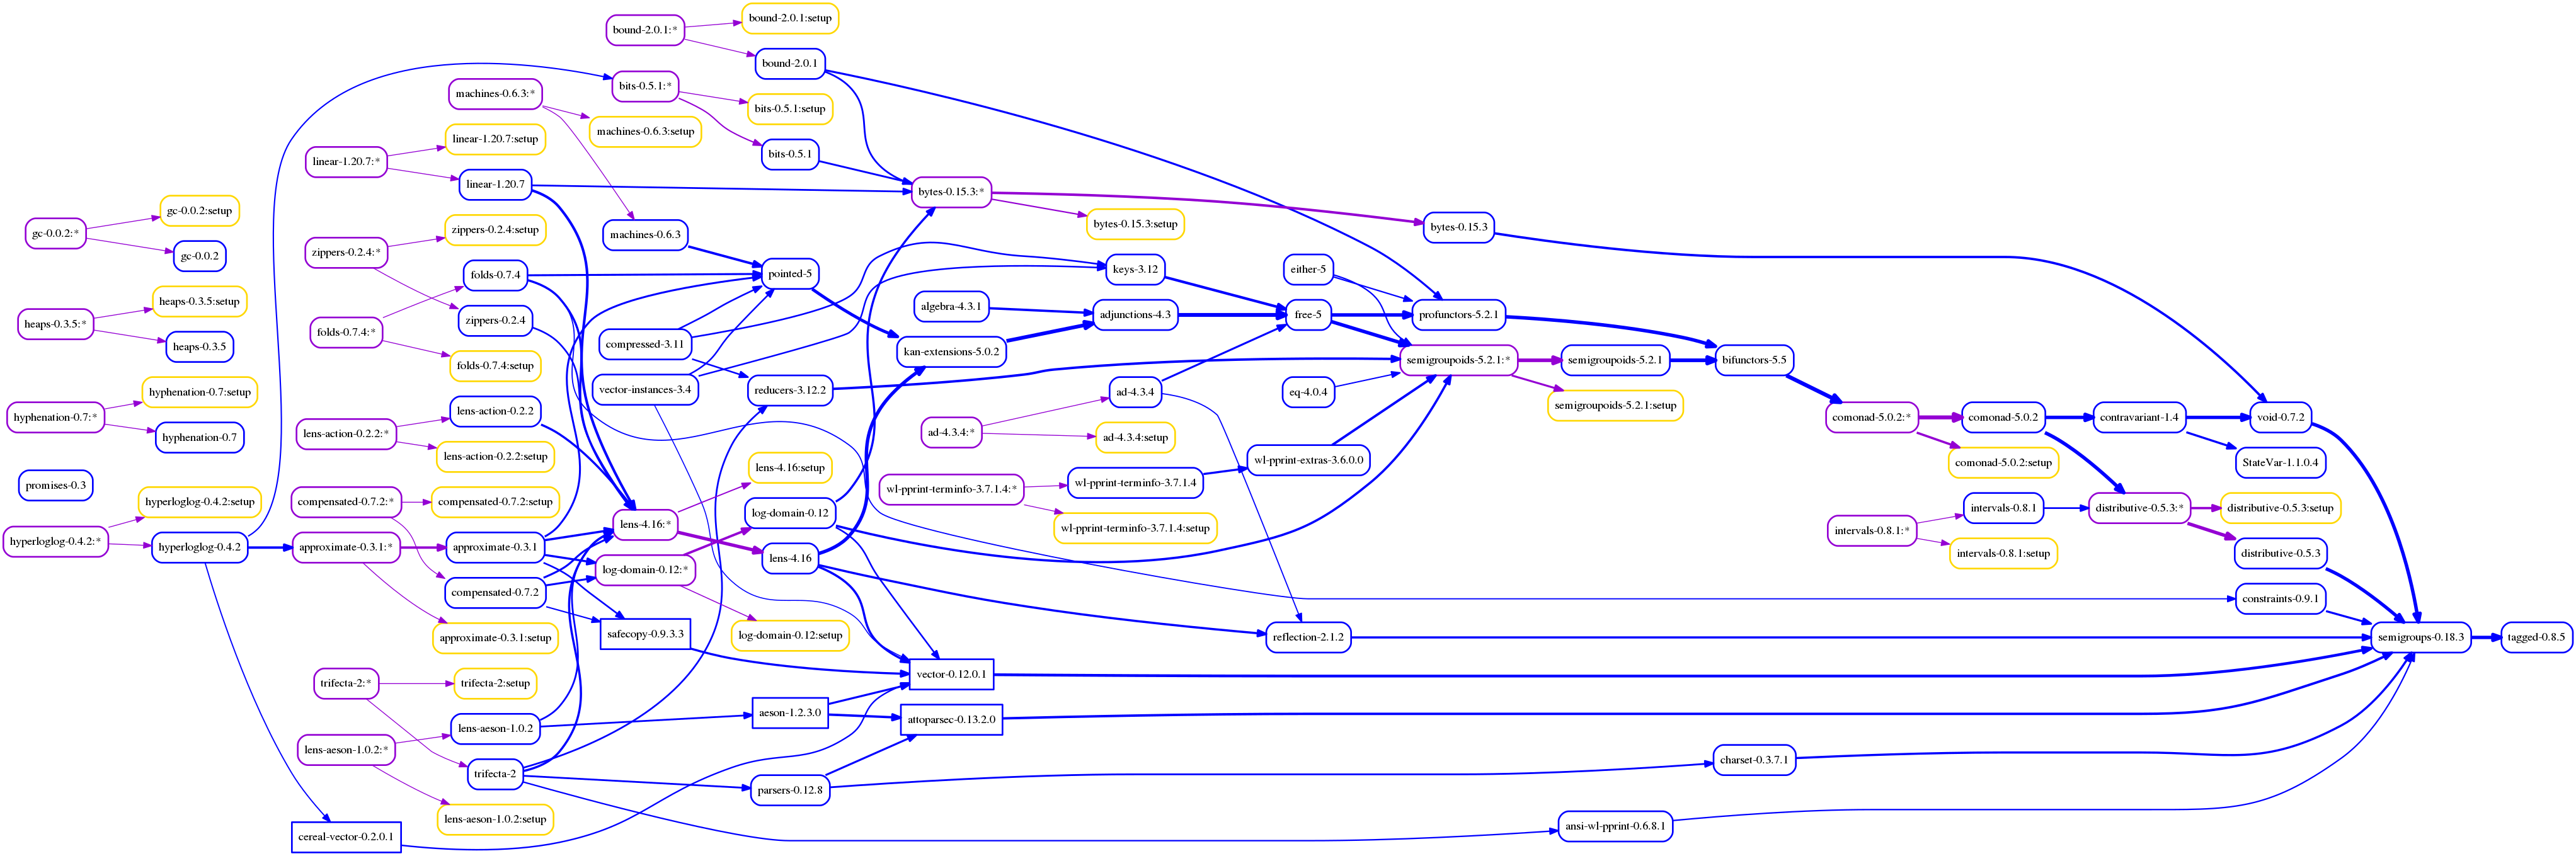 bound-2.0.1:*
bound-2.0.1:setup
bound-2.0.1
machines-0.6.3:*
bits-0.5.1:*
bits-0.5.1:setup
machines-0.6.3:setup
linear-1.20.7:setup
linear-1.20.7:*
linear-1.20.7
bits-0.5.1
bytes-0.15.3:*
bytes-0.15.3:setup
bytes-0.15.3
gc-0.0.2:*
gc-0.0.2:setup
gc-0.0.2
zippers-0.2.4:*
zippers-0.2.4:setup
machines-0.6.3
folds-0.7.4
pointed-5
keys-3.12
either-5
heaps-0.3.5:*
heaps-0.3.5:setup
heaps-0.3.5
folds-0.7.4:*
zippers-0.2.4
folds-0.7.4:setup
compressed-3.11
algebra-4.3.1
adjunctions-4.3
free-5
profunctors-5.2.1
kan-extensions-5.0.2
semigroupoids-5.2.1:*
semigroupoids-5.2.1
bifunctors-5.5
vector-instances-3.4
reducers-3.12.2
ad-4.3.4
eq-4.0.4
semigroupoids-5.2.1:setup
hyphenation-0.7:*
hyphenation-0.7:setup
hyphenation-0.7
lens-action-0.2.2:*
lens-action-0.2.2
lens-action-0.2.2:setup
ad-4.3.4:*
ad-4.3.4:setup
comonad-5.0.2:*
comonad-5.0.2
contravariant-1.4
void-0.7.2
comonad-5.0.2:setup
StateVar-1.1.0.4
wl-pprint-extras-3.6.0.0
promises-0.3
lens-4.16:setup
wl-pprint-terminfo-3.7.1.4:*
wl-pprint-terminfo-3.7.1.4
wl-pprint-terminfo-3.7.1.4:setup
hyperloglog-0.4.2:setup
hyperloglog-0.4.2:*
hyperloglog-0.4.2
compensated-0.7.2:*
compensated-0.7.2:setup
approximate-0.3.1:*
approximate-0.3.1
lens-4.16:*
log-domain-0.12
lens-4.16
intervals-0.8.1:*
intervals-0.8.1
intervals-0.8.1:setup
distributive-0.5.3:*
distributive-0.5.3:setup
distributive-0.5.3
compensated-0.7.2
log-domain-0.12:*
log-domain-0.12:setup
approximate-0.3.1:setup
safecopy-0.9.3.3
reflection-2.1.2
constraints-0.9.1
semigroups-0.18.3
tagged-0.8.5
vector-0.12.0.1
trifecta-2:*
trifecta-2:setup
aeson-1.2.3.0
attoparsec-0.13.2.0
lens-aeson-1.0.2:*
lens-aeson-1.0.2
trifecta-2
parsers-0.12.8
charset-0.3.7.1
lens-aeson-1.0.2:setup
cereal-vector-0.2.0.1
ansi-wl-pprint-0.6.8.1